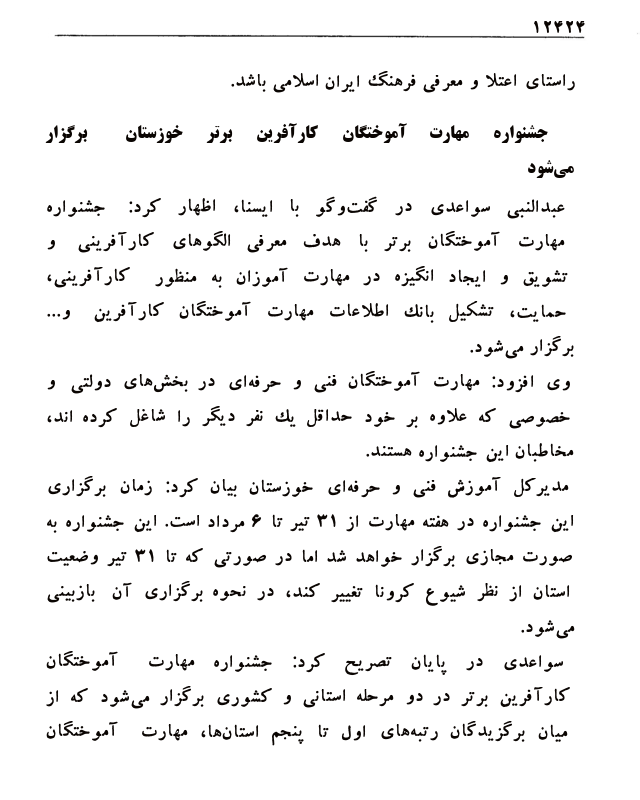 ۱۲۴۲۴
راستای اعتلا و معرفی فرهنگ ایران اسلامی باشد.
جشنواره مهارت آموختگان کارآفرین برتر خوزستان برگزار
می‌شود
عبدالنبی سواعدی در گفت‌وگو با ایسنا، اظهار کرد: جشنواره
مهارت آموختگان برتر با هدف معرفی الگوهای کارآفرینی و
تشویق و ایجاد انگیزه در مهارت آموزان به منظور کارآفرینی،
حمایت، تشکیل بانك اطلاعات مهارت آموختگان کارآفرین و...
برگزار می‌شود.
وی افزود: مهارت آموختگان فنی و حرفه‌ای در بخش‌های دولتی و
خصوصی که علاوه بر خود حداقل یك نفر دیگر را شاغل کرده اند،
مخاطبان این جشنواره هستند.
مدیرکل آموزش فنی و حرفه‌ای خوزستان بیان کرد: زمان برگزاری
این جشنواره در هفته مهارت از ۳۱ تیر تا ۶ مرداد است. این جشنواره به
صورت مجازی برگزار خواهد شد اما در صورتی که تا ۳۱ تیر وضعیت
استان از نظر شیوع کرونا تغییر کند، در نحوه برگزاری آن بازبینی
می‌شود.
سواعدی در پایان تصریح کرد: جشنواره مهارت آموختگان
کارآفرین برتر در دو مرحله استانی و کشوری برگزار می‌شود که از
میان برگزیدگان رتبه‌های اول تا پنجم استان‌ها، مهارت آموختگان